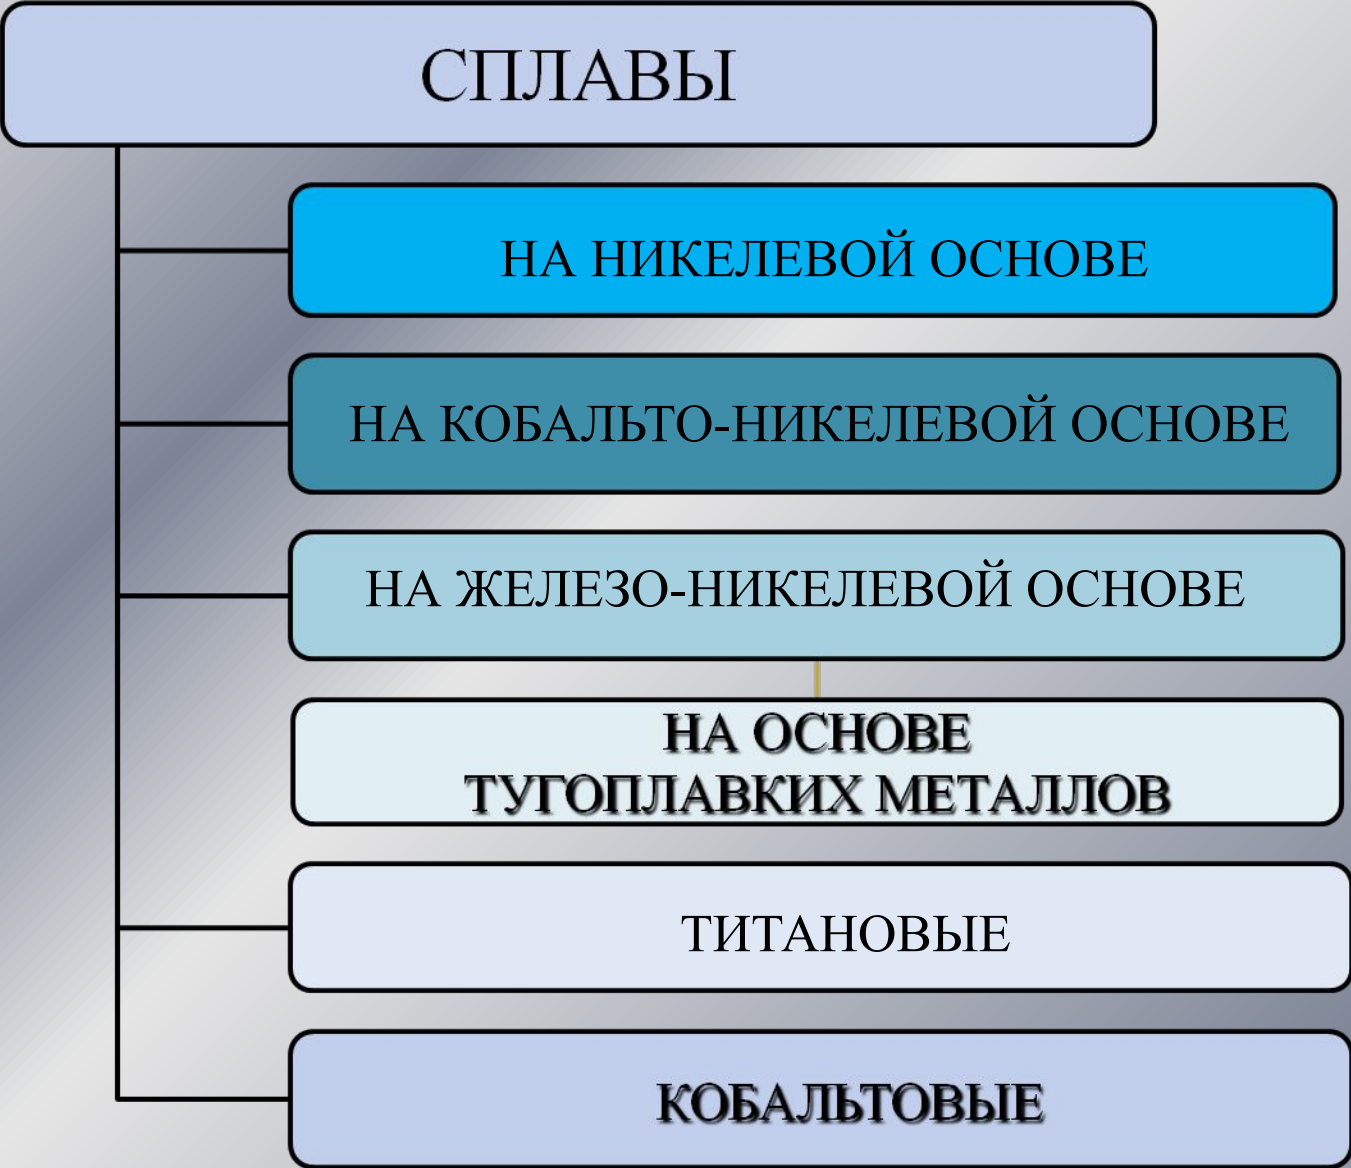 СПЛАВЫ
НА НИКЕЛЕВОЙ ОСНОВЕ
НА КОБАЛЬТО-НИКЕЛЕВОЙ ОСНОВЕ
НА ЖЕЛЕЗО-НИКЕЛЕВОЙ ОСНОВЕ
НА ОСНОВЕ
ТУГОПЛАВКИХ МЕТАЛЛОВ
ТИТАНОВЫЕ
КОБАЛЬТОВЫЕ